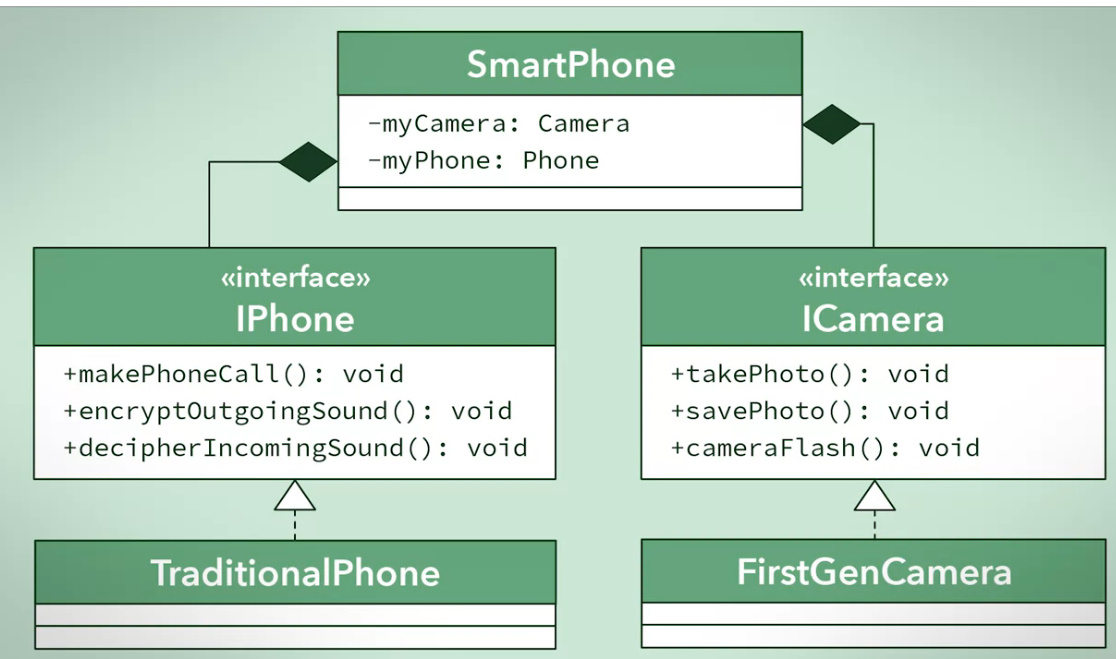 SmartPhone
-myCamera: Camera
-myPhone: Phone
«interface»
IPhone
+makePhoneCall(): void
+encryptOutgoingSound(): void
+decipherIncomingSound(): void
«interface»
ICamera
+takePhoto(): void
+savePhoto(): void
+cameraFlash(): void
TraditionalPhone
FirstGenCamera